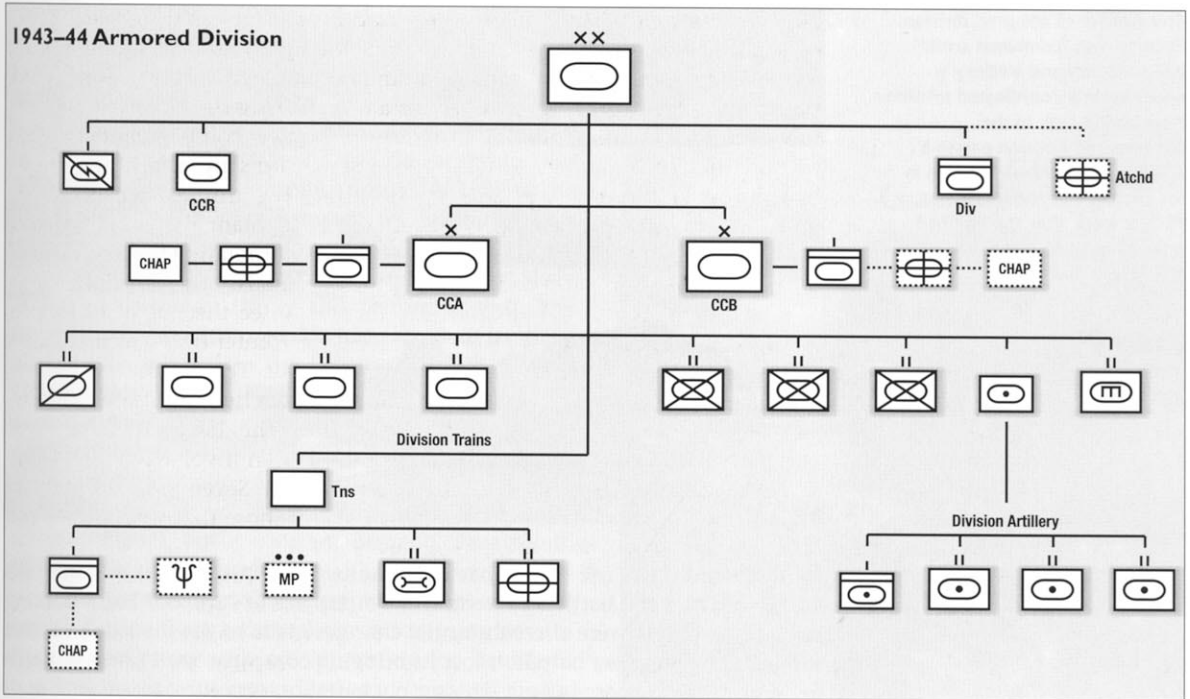 1943–44 Armored Division
XX
CCR
Div
Atchd
CHAP
X
CCA
X
CCB
CHAP
II
II
II
II
II
II
II
II
Division Trains
Tns
Division Artillery
I
MP
II
II
I
II
II
II
CHAP